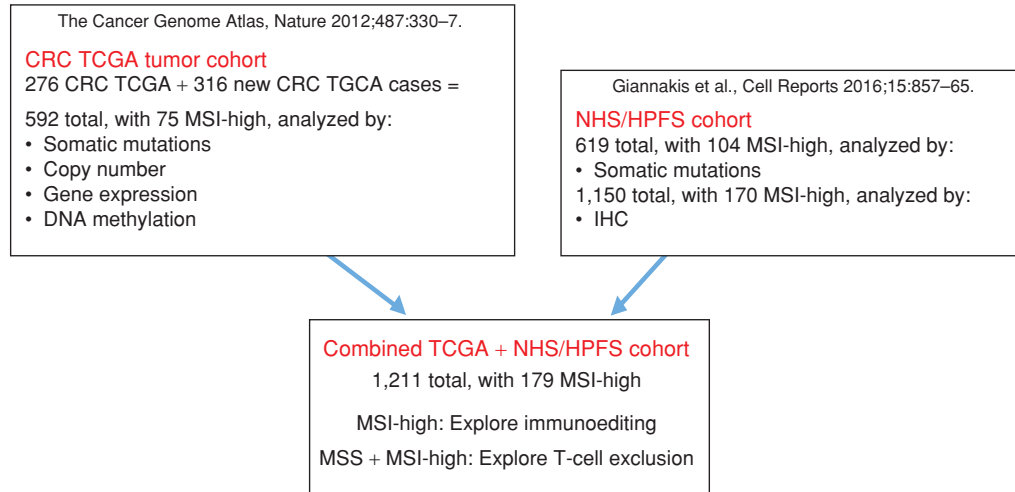 The Cancer Genome Atlas, Nature 2012;487:330–7.
CRC TCGA tumor cohort
276 CRC TCGA + 316 new CRC TGCA cases =
592 total, with 75 MSI-high, analyzed by:
• Somatic mutations
• Copy number
• Gene expression
• DNA methylation
Giannakis et al., Cell Reports 2016;15:857–65.
NHS/HPFS cohort
619 total, with 104 MSI-high, analyzed by:
• Somatic mutations
1,150 total, with 170 MSI-high, analyzed by:
• IHC
Combined TCGA + NHS/HPFS cohort
1,211 total, with 179 MSI-high
MSI-high: Explore immunoediting
MSS + MSI-high: Explore T-cell exclusion